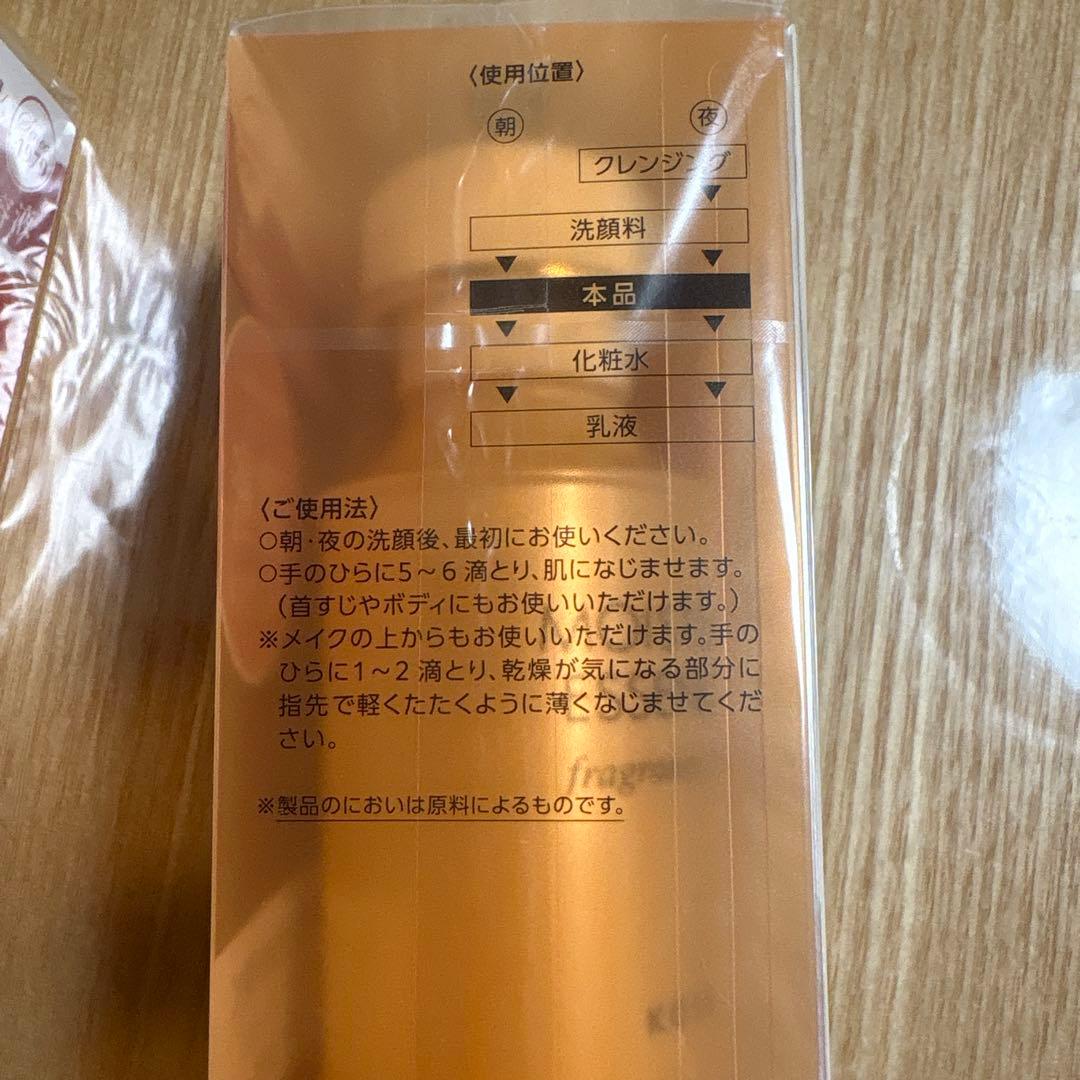 〈使用位置〉
朝 夜
クレンジング
▼
洗顔料
▼ ▼
本品
▼ ▼
化粧水
▼ ▼
乳液
〈ご使用法〉
○朝・夜の洗顔後、最初にお使いください。
○手のひらに5～6滴とり、肌になじませます。
（首すじやボディにもお使いいただけます。）
※メイクの上からもお使いいただけます。手の
ひらに1～2滴とり、乾燥が気になる部分に
指先で軽くたたくように薄くなじませてくだ
さい。
※製品のにおいは原料によるものです。